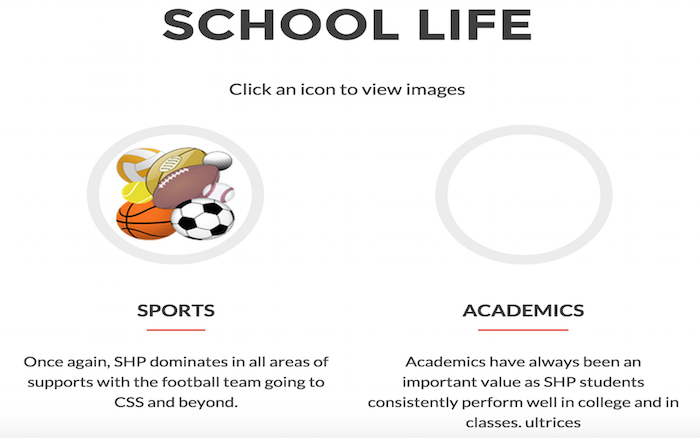 SCHOOL LIFE
Click an icon to view images
SPORTS
Once again, SHP dominates in all areas of
supports with the football team going to
CSS and beyond.
ACADEMICS
Academics have always been an
important value as SHP students
consistently perform well in college and in
classes. ultrices